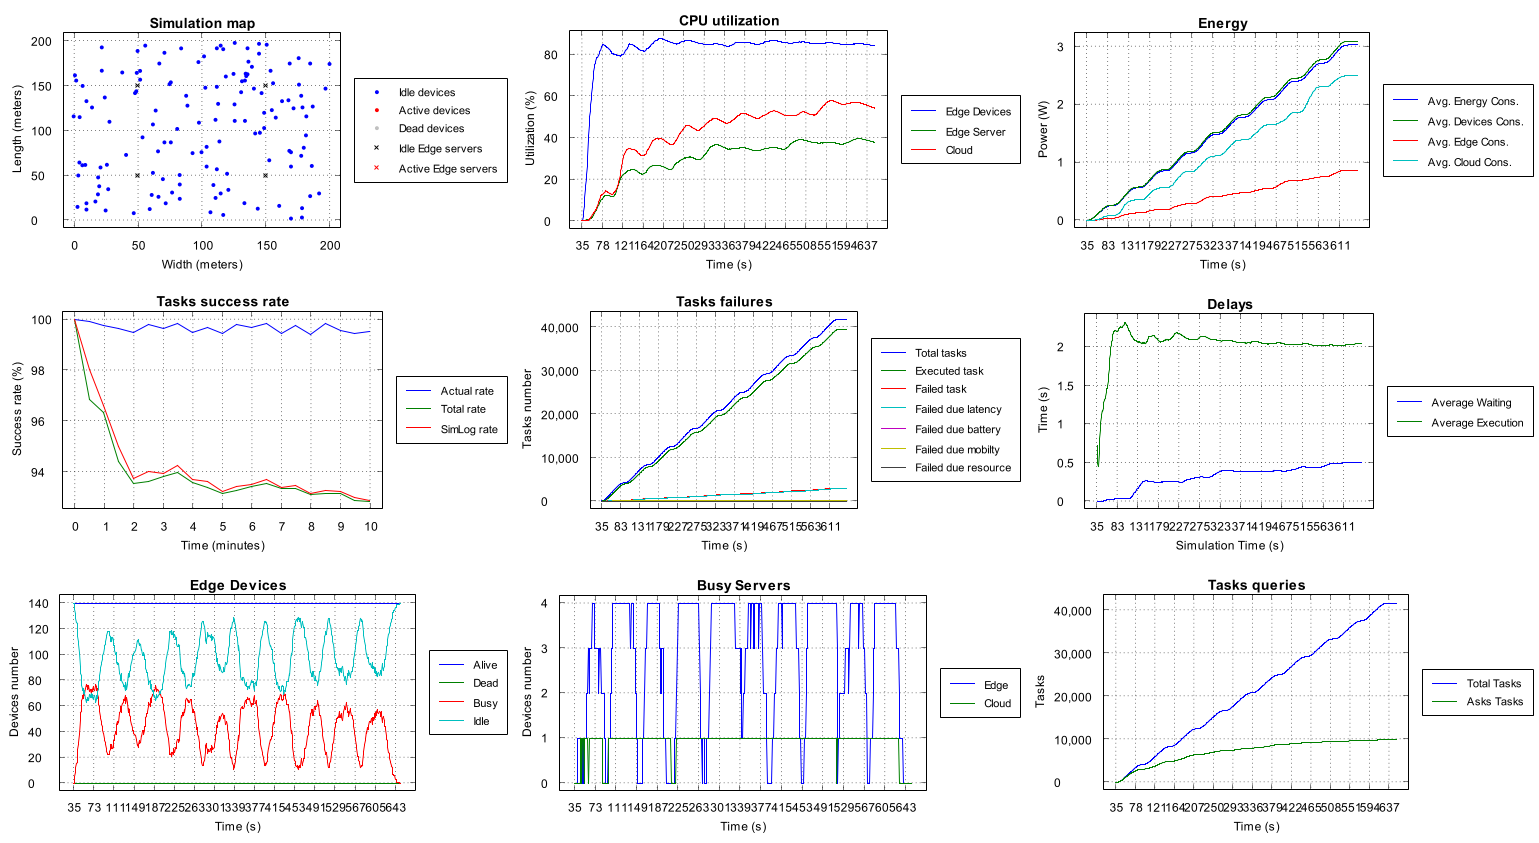 Simulation map
200
150
100
50
0
Length (meters)
0 50 100 150 200
Width (meters)
Idle devices
Active devices
Dead devices
Idle Edge servers
Active Edge servers
CPU utilization
80
60
40
20
0
Utilization (%)
35 78 121164207250293336379422465508551594637
Time (s)
Edge Devices
Edge Server
Cloud
Energy
3
2
1
0
Power (W)
35 83 131179227275323371419467515563611
Time (s)
Avg. Energy Cons.
Avg. Devices Cons.
Avg. Edge Cons.
Avg. Cloud Cons.
Tasks success rate
100
98
96
94
Success rate (%)
0 1 2 3 4 5 6 7 8 9 10
Time (minutes)
Actual rate
Total rate
SimLog rate
Tasks failures
40,000
30,000
20,000
10,000
0
Tasks number
35 83 131179227275323371419467515563611
Time (s)
Total tasks
Executed task
Failed task
Failed due latency
Failed due battery
Failed due mobilty
Failed due resource
Delays
2
1.5
1
0.5
0
Time (s)
35 83 131179227275323371419467515563611
Simulation Time (s)
Average Waiting
Average Execution
Edge Devices
140
120
100
80
60
40
20
0
Devices number
35 73 111149187225263301339377415453491529567605643
Time (s)
Alive
Dead
Busy
Idle
Busy Servers
4
3
2
1
0
Devices number
35 73 111149187225263301339377415453491529567605643
Time (s)
Edge
Cloud
Tasks queries
40,000
30,000
20,000
10,000
0
Tasks
35 78 121164207250293336379422465508551594637
Time (s)
Total Tasks
Asks Tasks